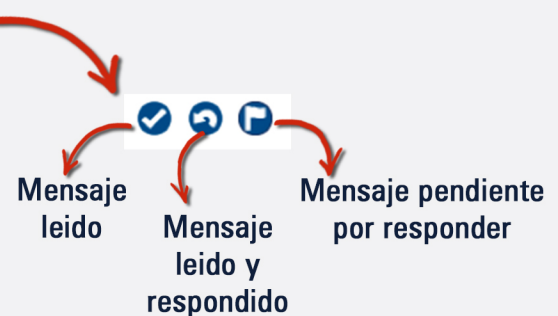 Mensaje
leido
Mensaje
leido y
respondido
Mensaje pendiente
por responder